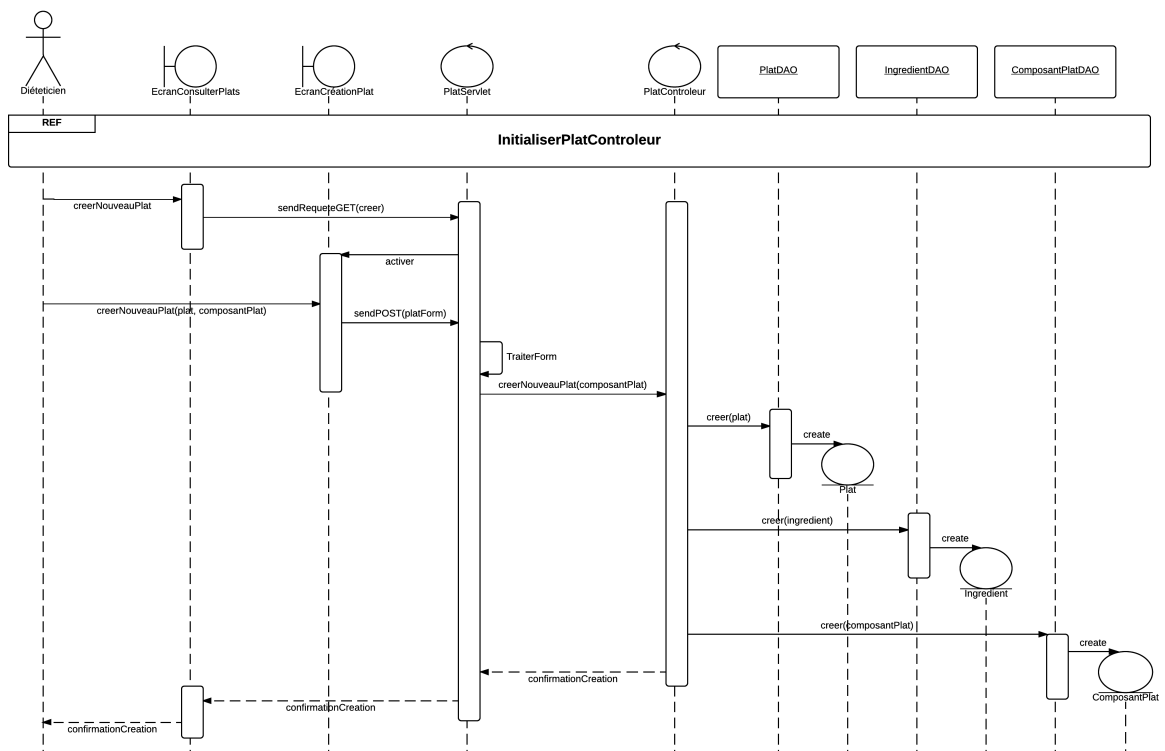 PlatDAO
IngredientDAO
ComposantPlatDAO
Diéteticien
EcranConsulterPlats
EcranCréationPlat
PlatServlet
PlatControleur
REF
InitialiserPlatControleur
creerNouveauPlat
sendRequeteGET(creer)
activer
creerNouveauPlat(plat, composantPlat)
sendPOST(platForm)
TraiterForm
creerNouveauPlat(composantPlat)
creer(plat)
create
Plat
creer(ingredient)
create
Ingredient
creer(composantPlat)
create
confirmationCreation
ComposantPlat
confirmationCreation
confirmationCreation